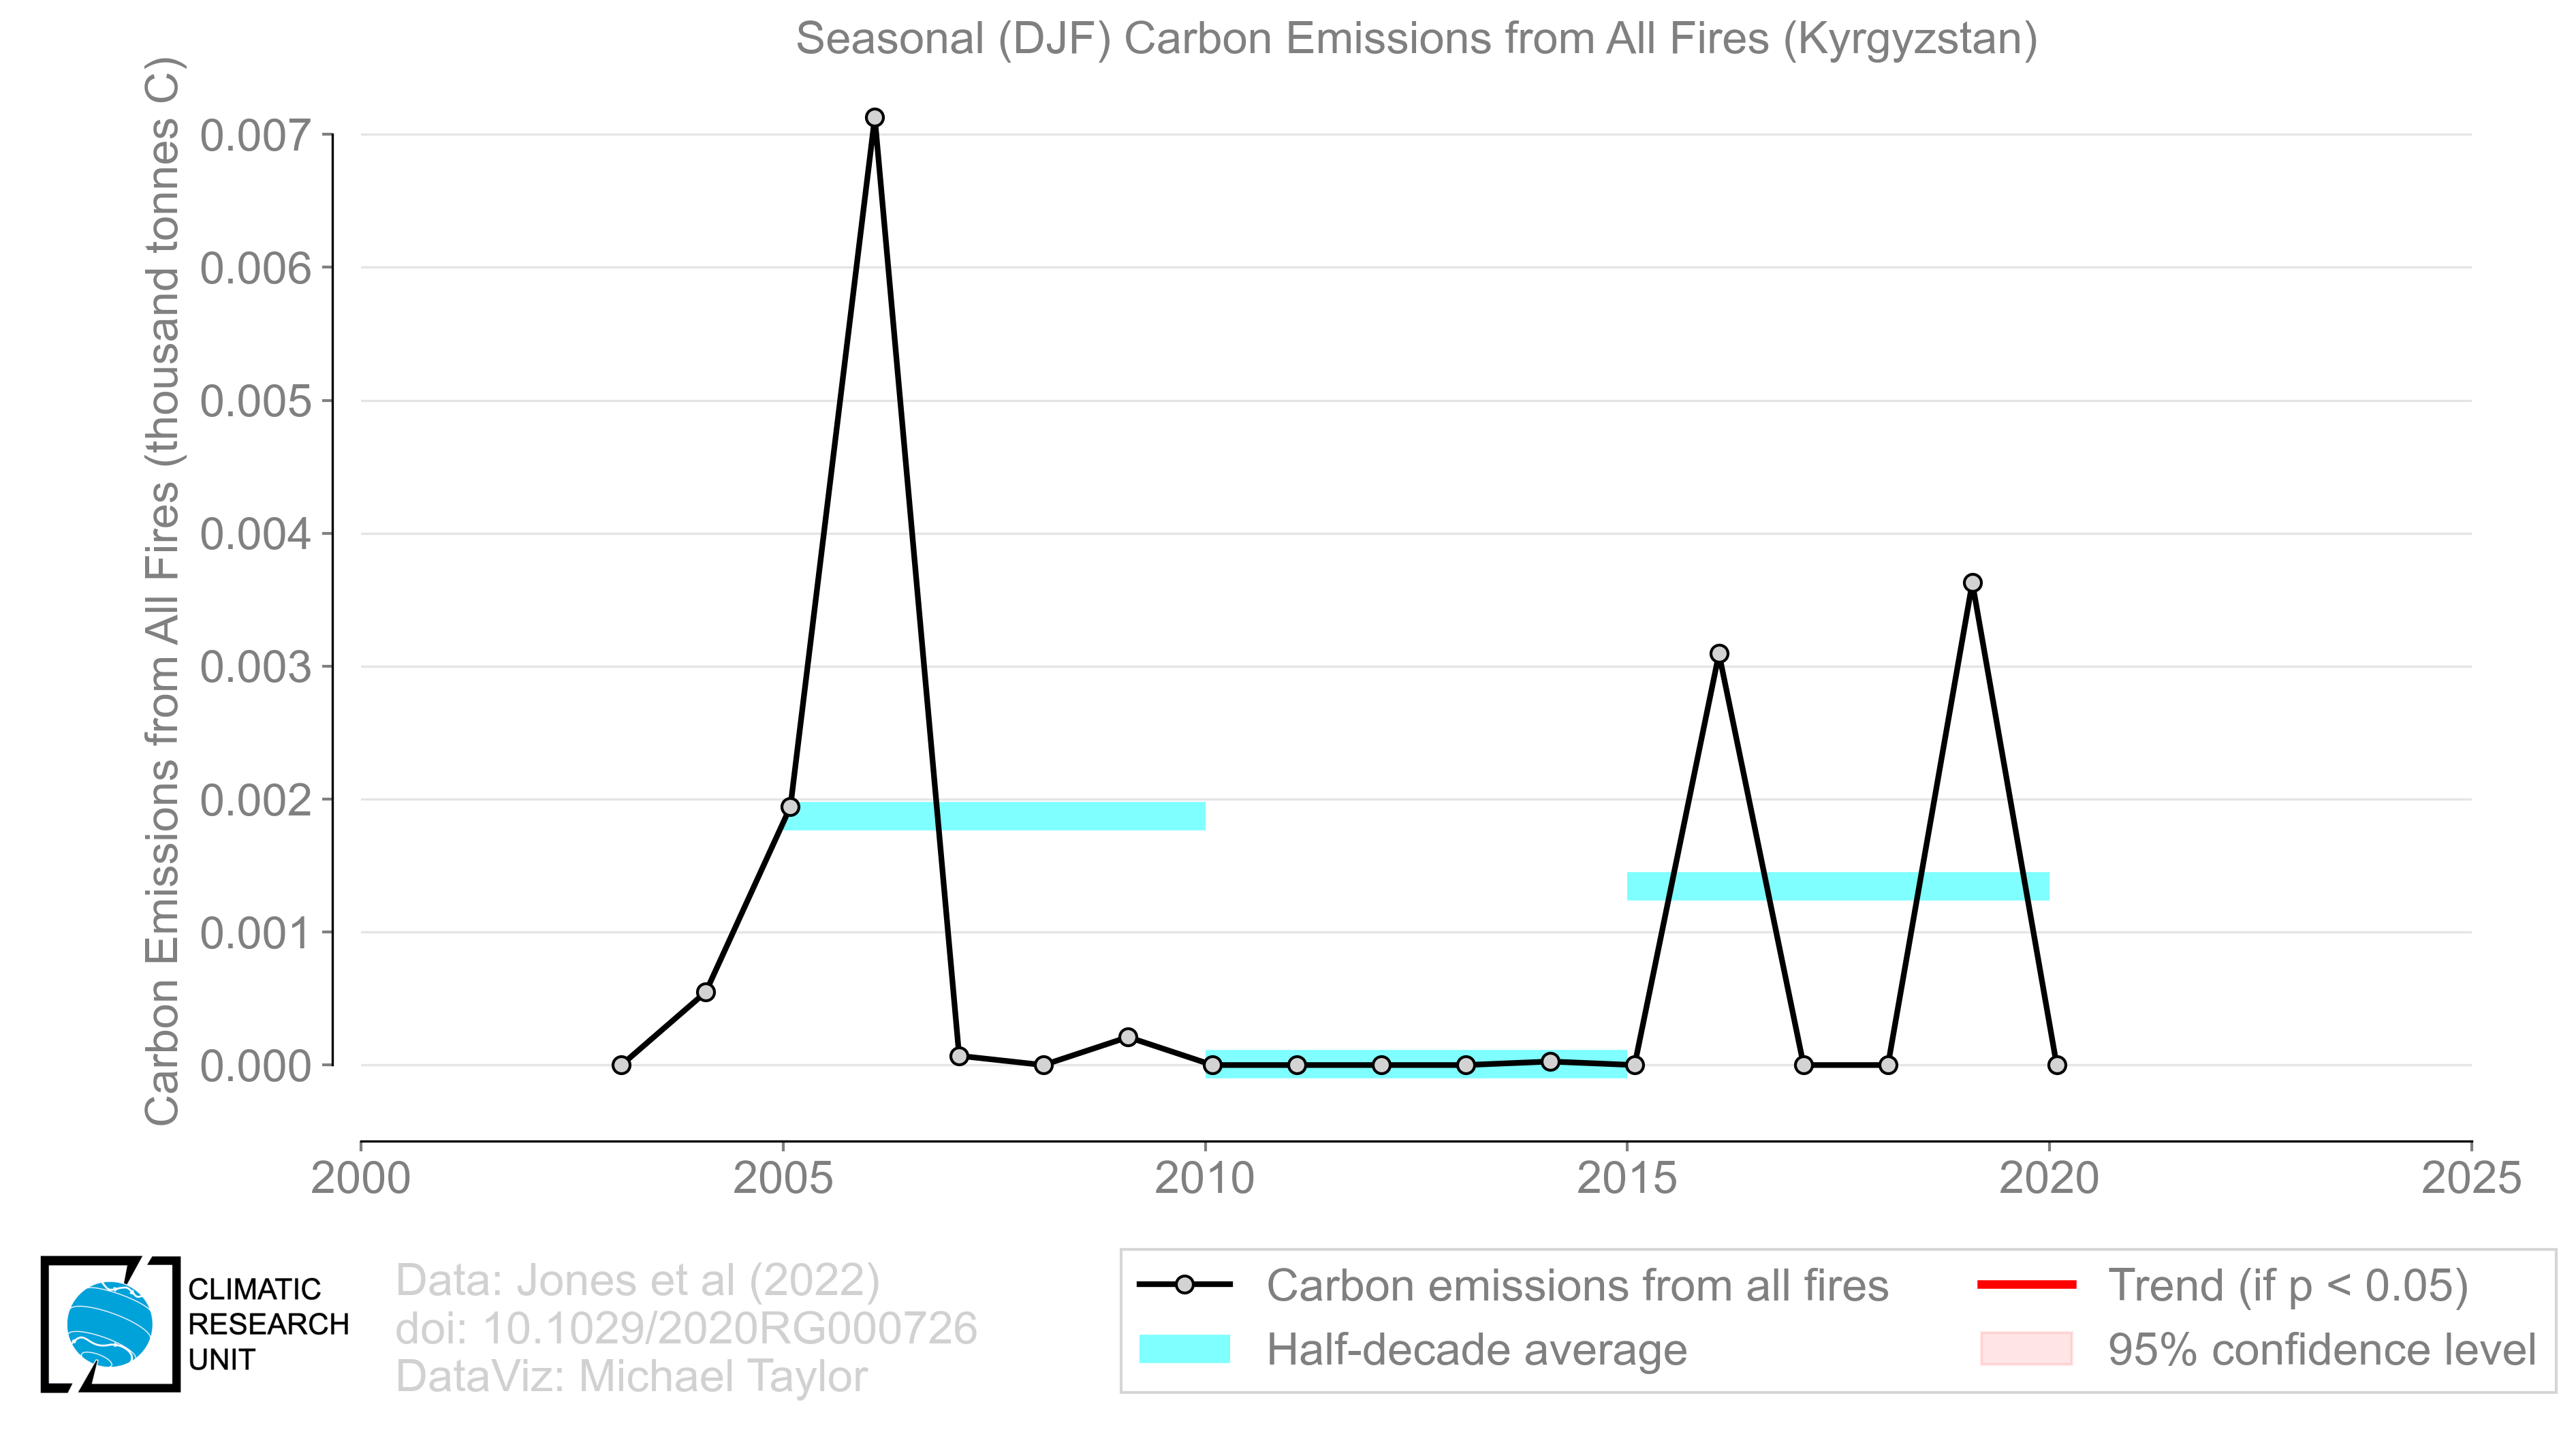 Seasonal (DJF) Carbon Emissions from All Fires (Kyrgyzstan)
Carbon Emissions from All Fires (thousand tonnes C)
0.007
0.006
0.005
0.004
0.003
0.002
0.001
0.000
2000
2005
2010
2015
2020
2025
CLIMATIC
RESEARCH
UNIT
Data: Jones et al (2022)
doi: 10.1029/2020RG000726
DataViz: Michael Taylor
Carbon emissions from all fires
Half-decade average
Trend (if p < 0.05)
95% confidence level